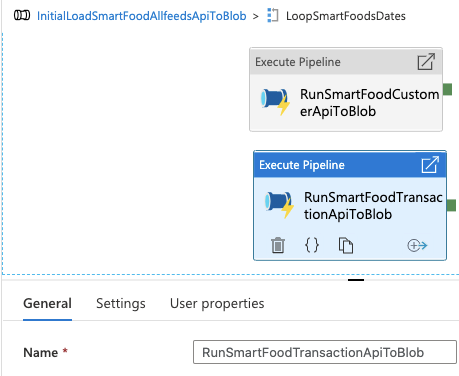 InitialLoadSmartFoodAllfeedsApiToBlob > LoopSmartFoodsDates
Execute Pipeline
RunSmartFoodCustom
erApiToBlob
Execute Pipeline
RunSmartFoodTransac
tionApiToBlob
{}
General Settings User properties
Name * RunSmartFoodTransactionApiToBlob